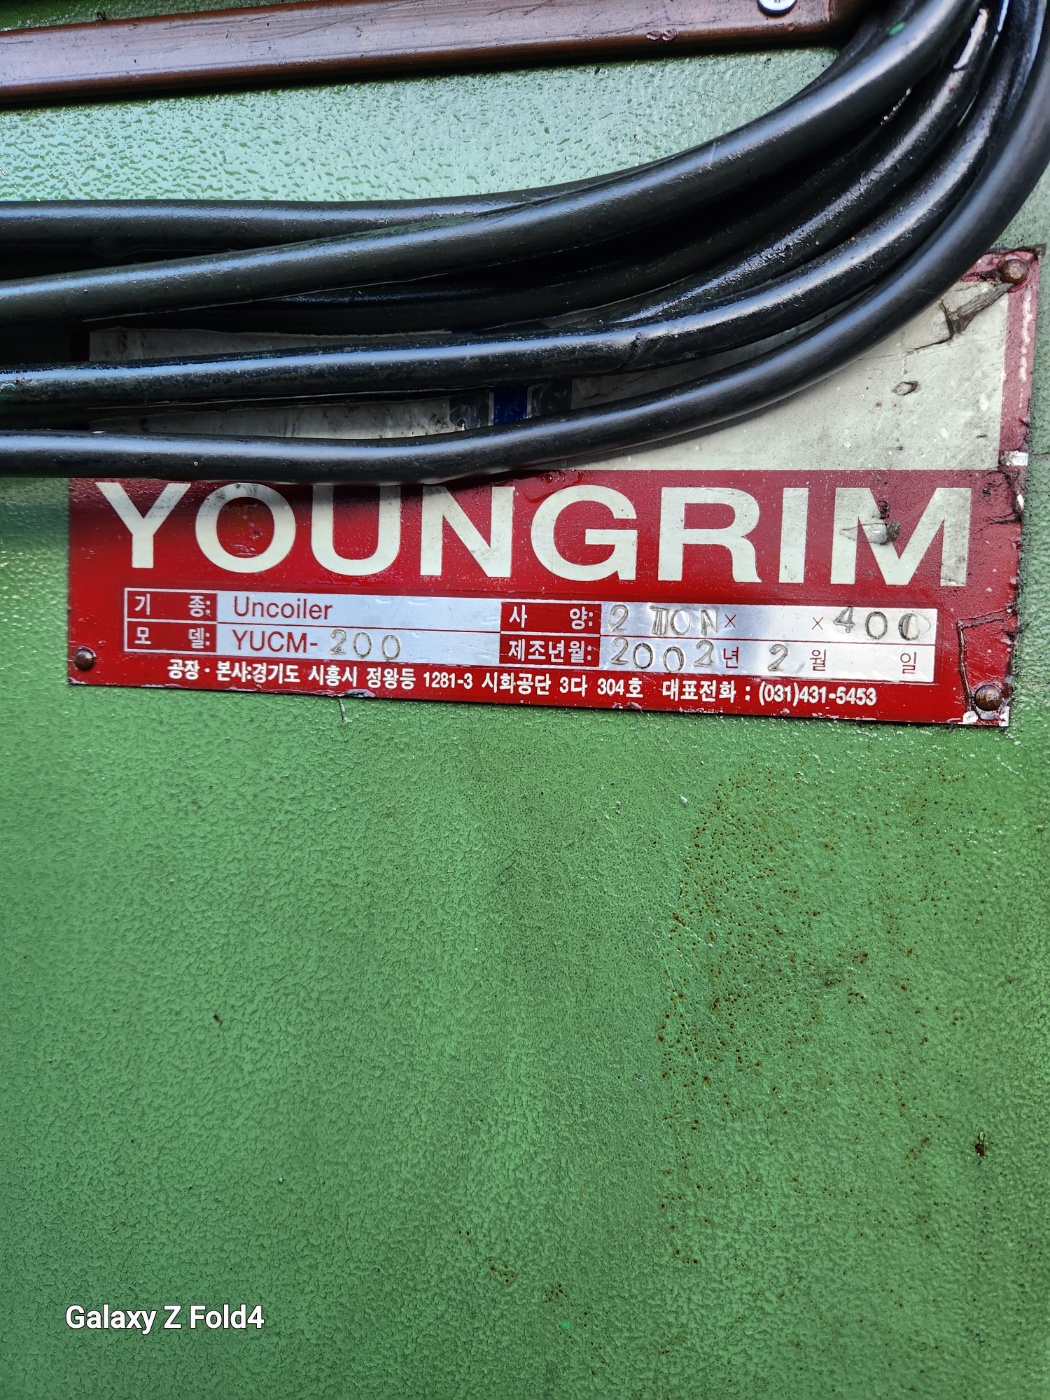 YOUNGRIM
기 종: Uncoiler 사 양: 2 TON × × 400
모 델: YUCM-200 제조년월: 2002년 2월 일
공장·본사:경기도 시흥시 정왕동 1281-3 시화공단 3다 304호 대표전화 : (031)431-5453
Galaxy Z Fold4